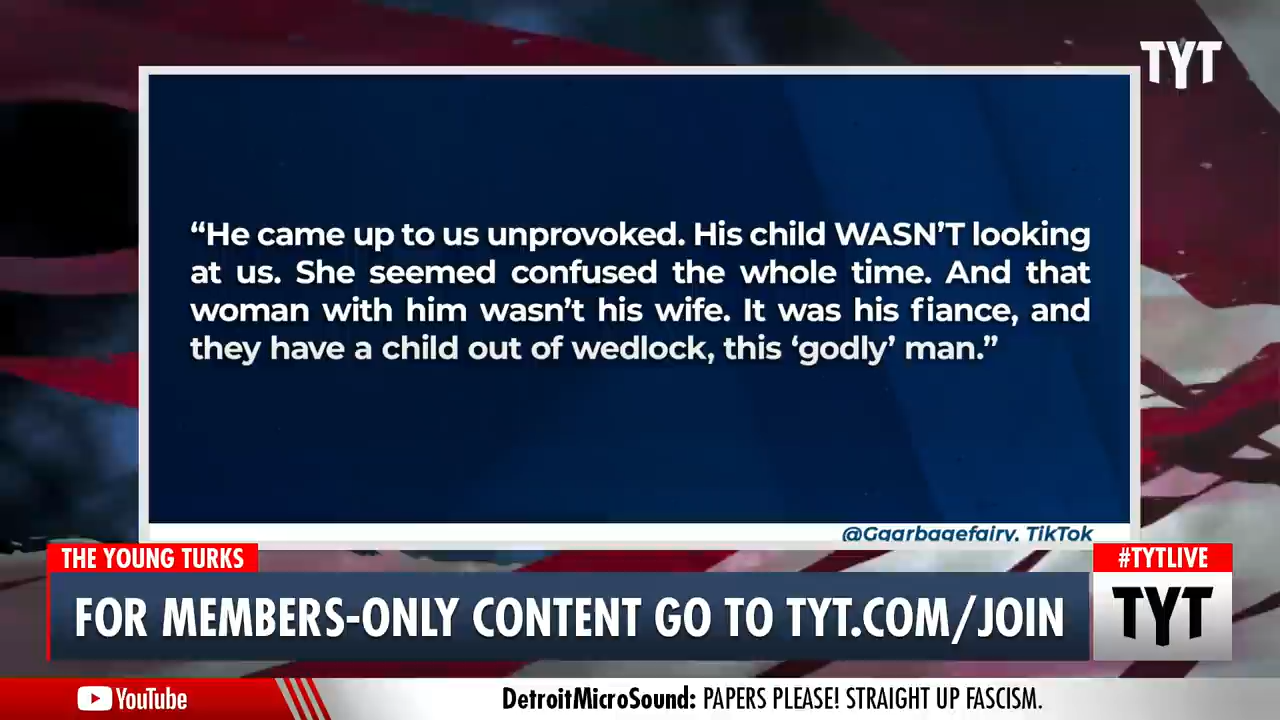 TYT
“He came up to us unprovoked. His child WASN’T looking
at us. She seemed confused the whole time. And that
woman with him wasn’t his wife. It was his fiance, and
they have a child out of wedlock, this ‘godly’ man.”
@Gaarbagefairy, TikTok
THE YOUNG TURKS
#TYTLIVE
FOR MEMBERS-ONLY CONTENT GO TO TYT.COM/JOIN
TYT
YouTube
DetroitMicroSound: PAPERS PLEASE! STRAIGHT UP FASCISM.